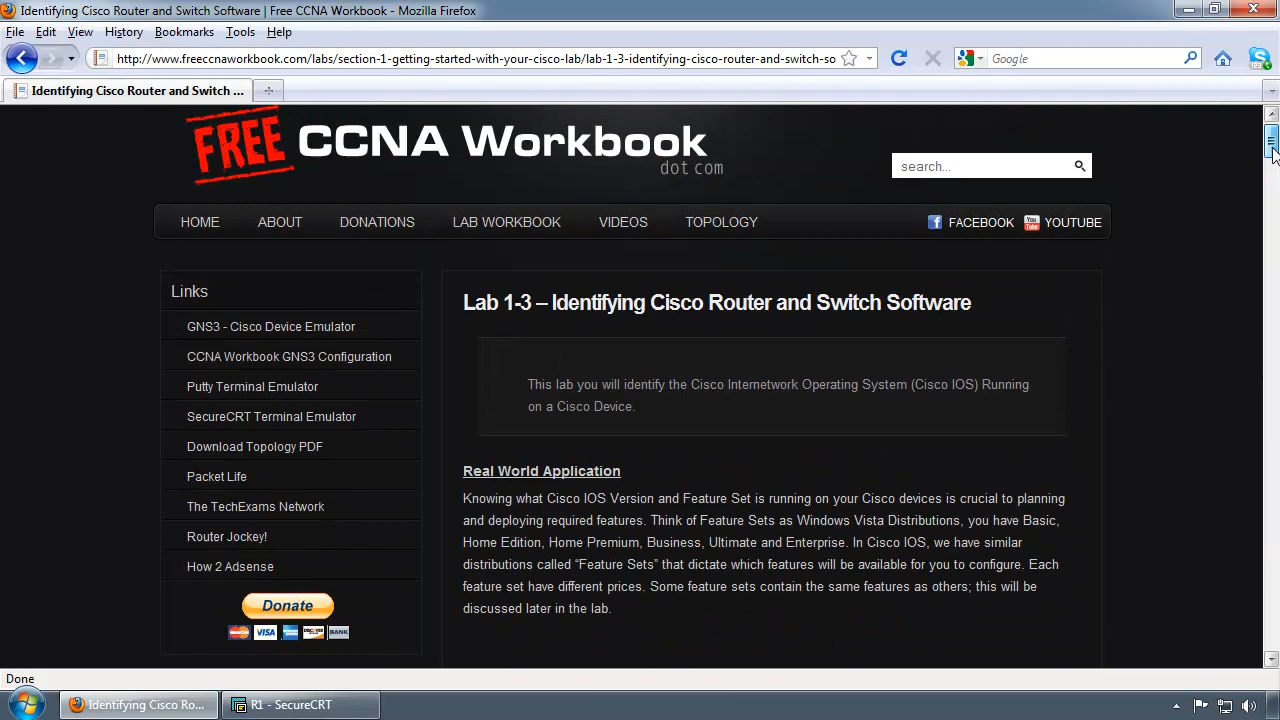 Identifying Cisco Router and Switch Software | Free CCNA Workbook - Mozilla Firefox
File Edit View History Bookmarks Tools Help
http://www.freeccnaworkbook.com/labs/section-1-getting-started-with-your-cisco-lab/lab-1-3-identifying-cisco-router-and-switch-so
Google
Identifying Cisco Router and Switch ...
FREE CCNA Workbook
dot com
search...
HOME ABOUT DONATIONS LAB WORKBOOK VIDEOS TOPOLOGY FACEBOOK You Tube YOUTUBE
Links
GNS3 - Cisco Device Emulator
CCNA Workbook GNS3 Configuration
Putty Terminal Emulator
SecureCRT Terminal Emulator
Download Topology PDF
Packet Life
The TechExams Network
Router Jockey!
How 2 Adsense
Donate
VISA BANK
Lab 1-3 – Identifying Cisco Router and Switch Software
This lab you will identify the Cisco Internetwork Operating System (Cisco IOS) Running
on a Cisco Device.
Real World Application
Knowing what Cisco IOS Version and Feature Set is running on your Cisco devices is crucial to planning
and deploying required features. Think of Feature Sets as Windows Vista Distributions, you have Basic,
Home Edition, Home Premium, Business, Ultimate and Enterprise. In Cisco IOS, we have similar
distributions called “Feature Sets” that dictate which features will be available for you to configure. Each
feature set have different prices. Some feature sets contain the same features as others; this will be
discussed later in the lab.
Done
Identifying Cisco Ro... R1 - SecureCRT